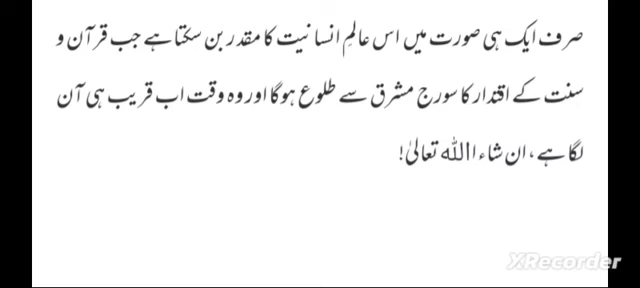 صرف ایک ہی صورت میں اس عالمِ انسانیت کا مقدر بن سکتا ہے جب قرآن و
سنت کے اقتدار کا سورج مشرق سے طلوع ہوگا اور وہ وقت اب قریب ہی آن
لگا ہے، ان شاء اﷲ تعالیٰ!
XRecorder